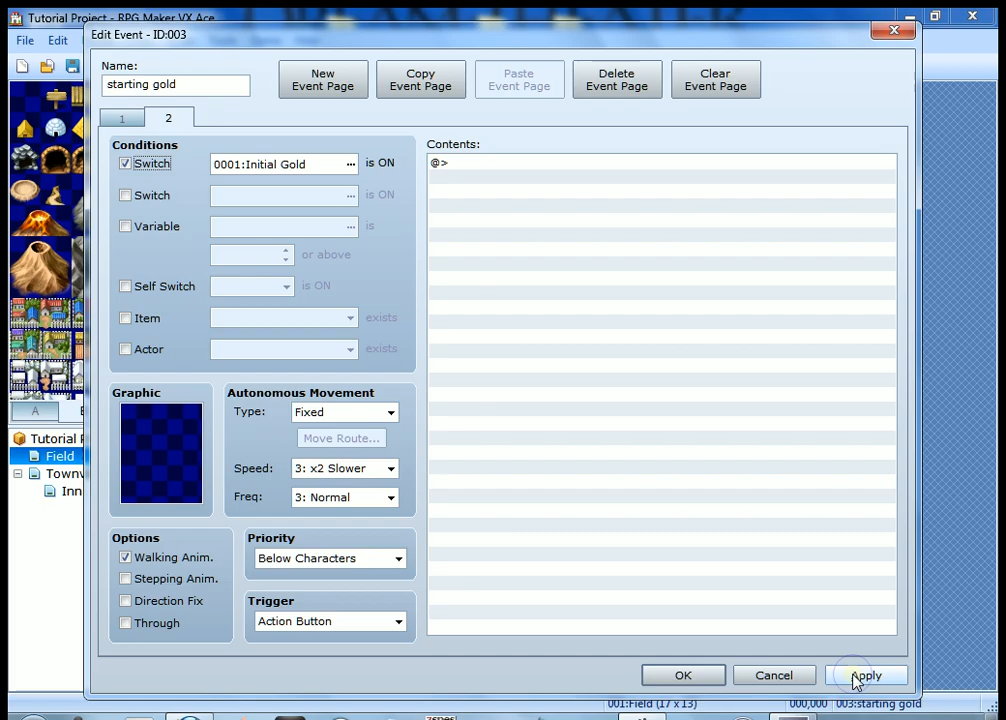 Tutorial Project - RPG Maker VX Ace
File Edit
Edit Event - ID:003
Name:
starting gold
New Event Page
Copy Event Page
Paste Event Page
Delete Event Page
Clear Event Page
1 2
Conditions
Switch 0001:Initial Gold ... is ON
Switch ... is ON
Variable ... is
or above
Self Switch is ON
Item exists
Actor exists
Graphic
Autonomous Movement
Type: Fixed
Move Route...
Speed: 3: x2 Slower
Freq: 3: Normal
Options
Walking Anim.
Stepping Anim.
Direction Fix
Through
Priority
Below Characters
Trigger
Action Button
Contents:
@>
A
Tutorial
Field
Inn
OK Cancel Apply
001:Field (17 x 13) 000,000 003:starting gold